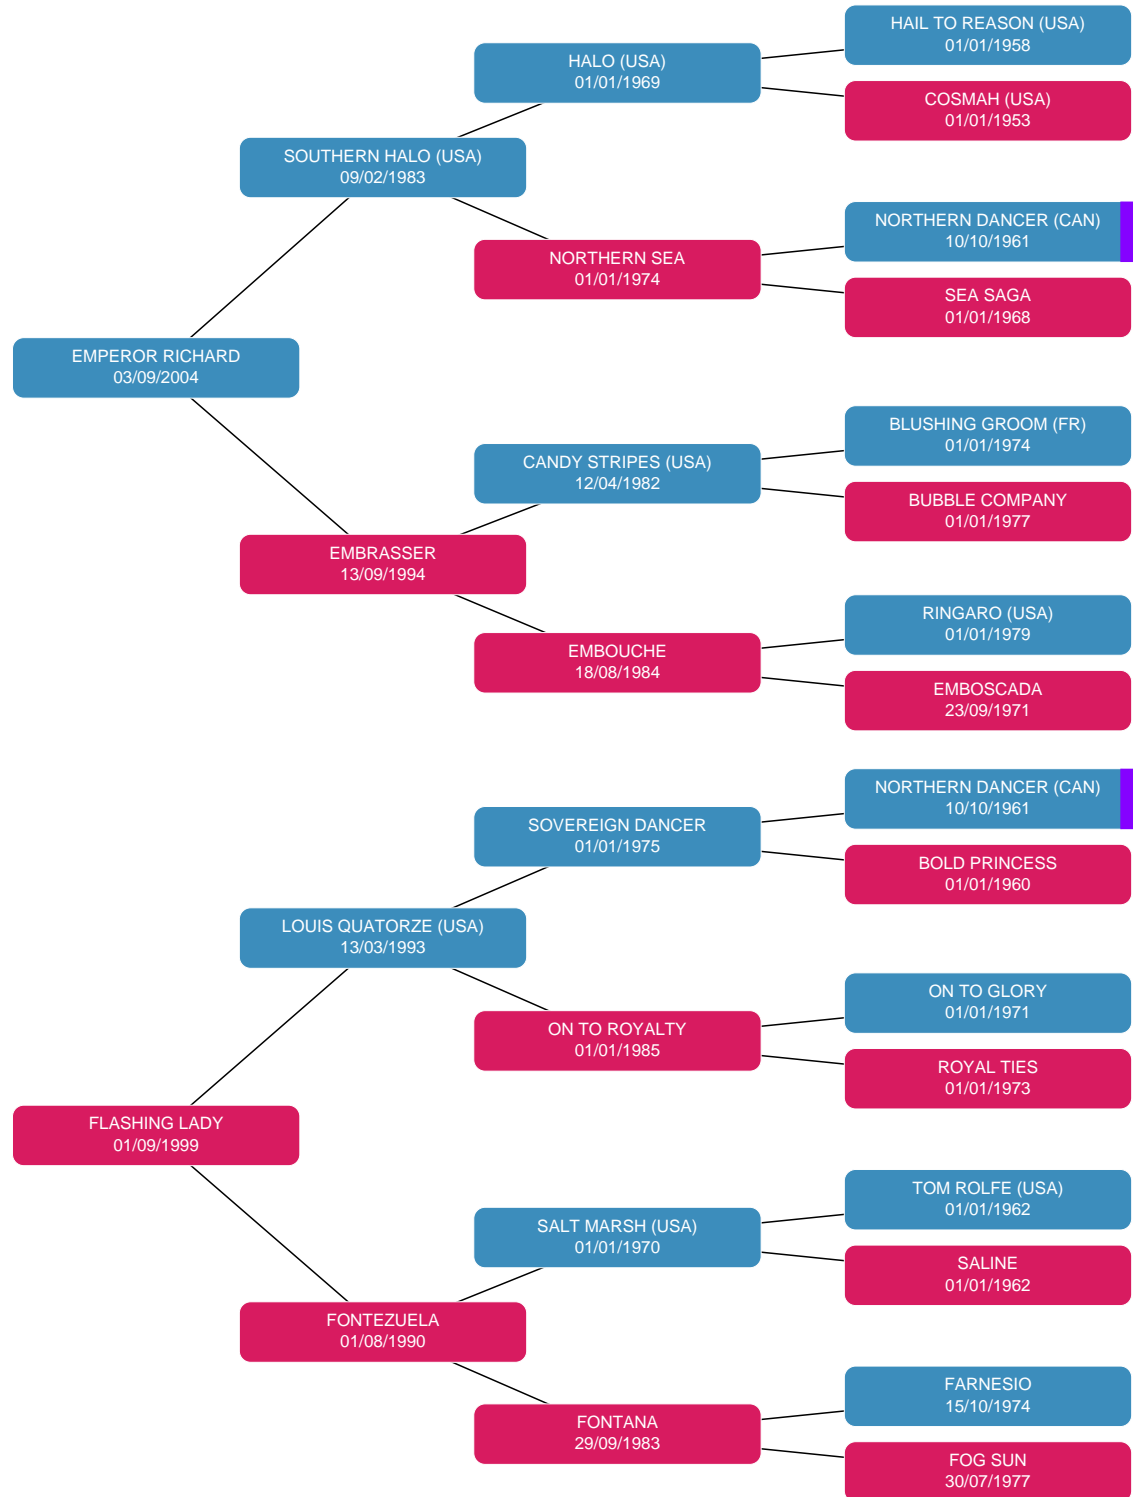 HAIL TO REASON (USA)
01/01/1958
HALO (USA)
01/01/1969
COSMAH (USA)
01/01/1953
SOUTHERN HALO (USA)
09/02/1983
NORTHERN DANCER (CAN)
10/10/1961
NORTHERN SEA
01/01/1974
SEA SAGA
01/01/1968
EMPEROR RICHARD
03/09/2004
BLUSHING GROOM (FR)
01/01/1974
CANDY STRIPES (USA)
12/04/1982
BUBBLE COMPANY
01/01/1977
EMBRASSER
13/09/1994
RINGARO (USA)
01/01/1979
EMBOUCHE
18/08/1984
EMBOSCADA
23/09/1971
NORTHERN DANCER (CAN)
10/10/1961
SOVEREIGN DANCER
01/01/1975
BOLD PRINCESS
01/01/1960
LOUIS QUATORZE (USA)
13/03/1993
ON TO GLORY
01/01/1971
ON TO ROYALTY
01/01/1985
ROYAL TIES
01/01/1973
FLASHING LADY
01/09/1999
TOM ROLFE (USA)
01/01/1962
SALT MARSH (USA)
01/01/1970
SALINE
01/01/1962
FONTEZUELA
01/08/1990
FARNESIO
15/10/1974
FONTANA
29/09/1983
FOG SUN
30/07/1977